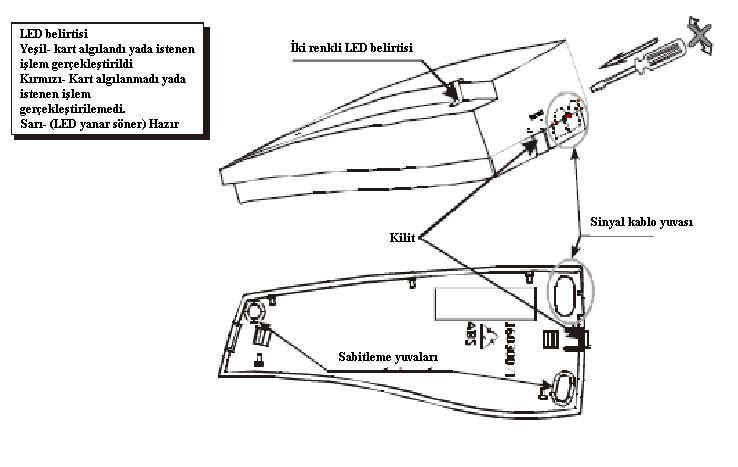 LED belirtisi
Yeşil- kart algılandı yada istenen
işlem gerçekleştirildi
Kırmızı- Kart algılanmadı yada
istenen işlem
gerçekleştirilemedi.
Sarı- (LED yanar söner) Hazır
İki renkli LED belirtisi
Sinyal kablo yuvası
Kilit
ABS
Sabitleme yuvaları